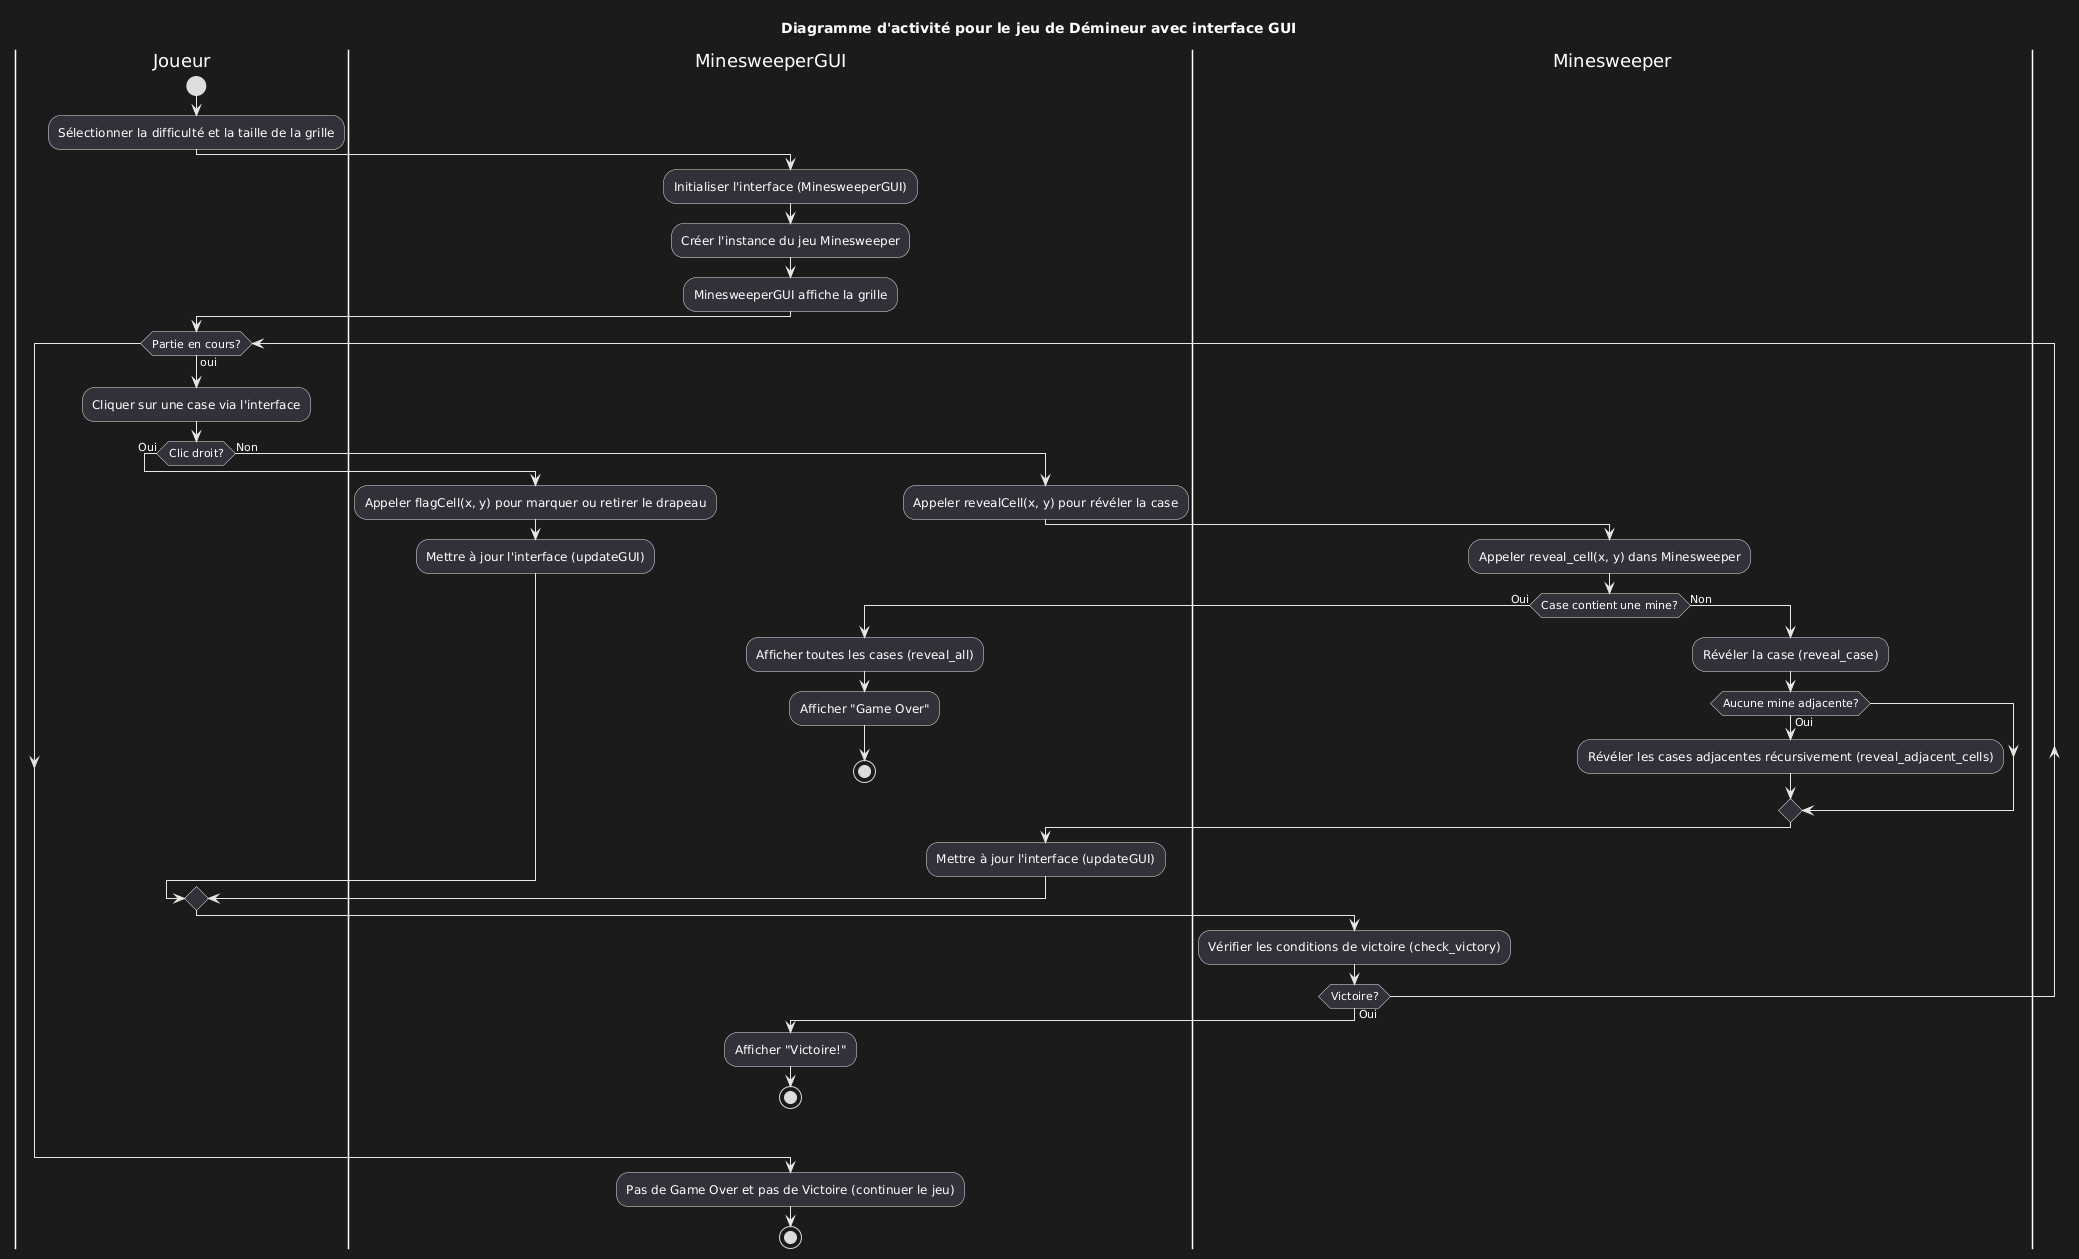 Diagramme d'activité pour le jeu de Démineur avec interface GUI
Joueur
MinesweeperGUI
Minesweeper
Sélectionner la difficulté et la taille de la grille
Initialiser l'interface (MinesweeperGUI)
Créer l'instance du jeu Minesweeper
MinesweeperGUI affiche la grille
Partie en cours?
oui
Cliquer sur une case via l'interface
Oui
Clic droit?
Non
Appeler flagCell(x, y) pour marquer ou retirer le drapeau
Appeler revealCell(x, y) pour révéler la case
Mettre à jour l'interface (updateGUI)
Appeler reveal_cell(x, y) dans Minesweeper
Oui
Case contient une mine?
Non
Afficher toutes les cases (reveal_all)
Révéler la case (reveal_case)
Afficher "Game Over"
Aucune mine adjacente?
Oui
Révéler les cases adjacentes récursivement (reveal_adjacent_cells)
Mettre à jour l'interface (updateGUI)
Vérifier les conditions de victoire (check_victory)
Victoire?
Oui
Afficher "Victoire!"
Pas de Game Over et pas de Victoire (continuer le jeu)